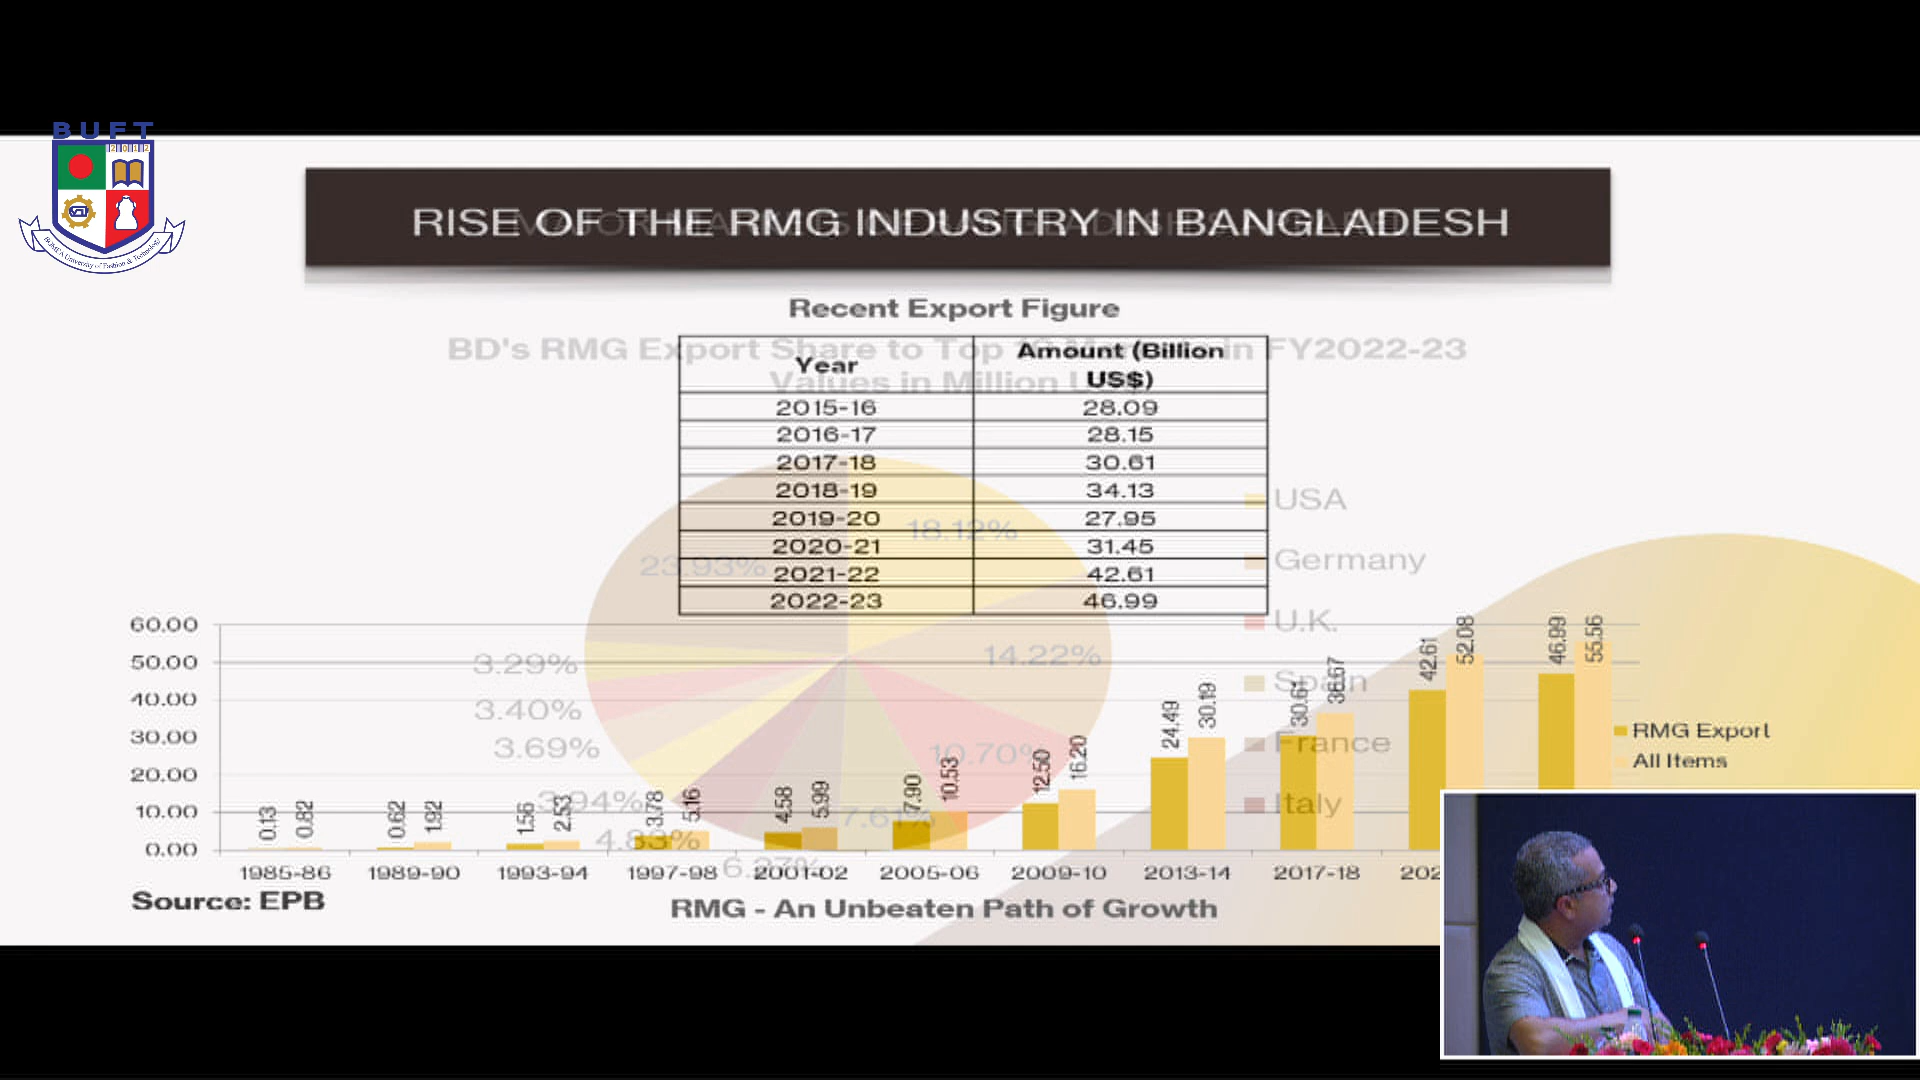 BUFT
2012
BGMEA University of Fashion & Technology
RISE OF THE RMG INDUSTRY IN BANGLADESH
Recent Export Figure
BD's RMG Export Share to Top in FY2022-23
Values in Million
Year Amount (Billion US$)
2015-16 28.09
2016-17 28.15
2017-18 30.61
2018-19 34.13
2019-20 27.95
2020-21 31.45
2021-22 42.61
2022-23 46.99
18.12%
23.93%
14.22%
10.70%
7.61%
6.27%
4.83%
3.94%
3.69%
3.40%
3.29%
USA
Germany
U.K.
Spain
France
Italy
60.00
50.00
40.00
30.00
20.00
10.00
0.00
0.13 0.82 0.62 1.92 1.56 2.53 3.78 5.16 4.58 5.99 7.90 10.53 12.50 16.20 24.49 30.19 30.61 36.67 42.61 52.08 46.99 55.56
1985-86 1989-90 1993-94 1997-98 2001-02 2005-06 2009-10 2013-14 2017-18 202
RMG Export
All Items
Source: EPB
RMG - An Unbeaten Path of Growth